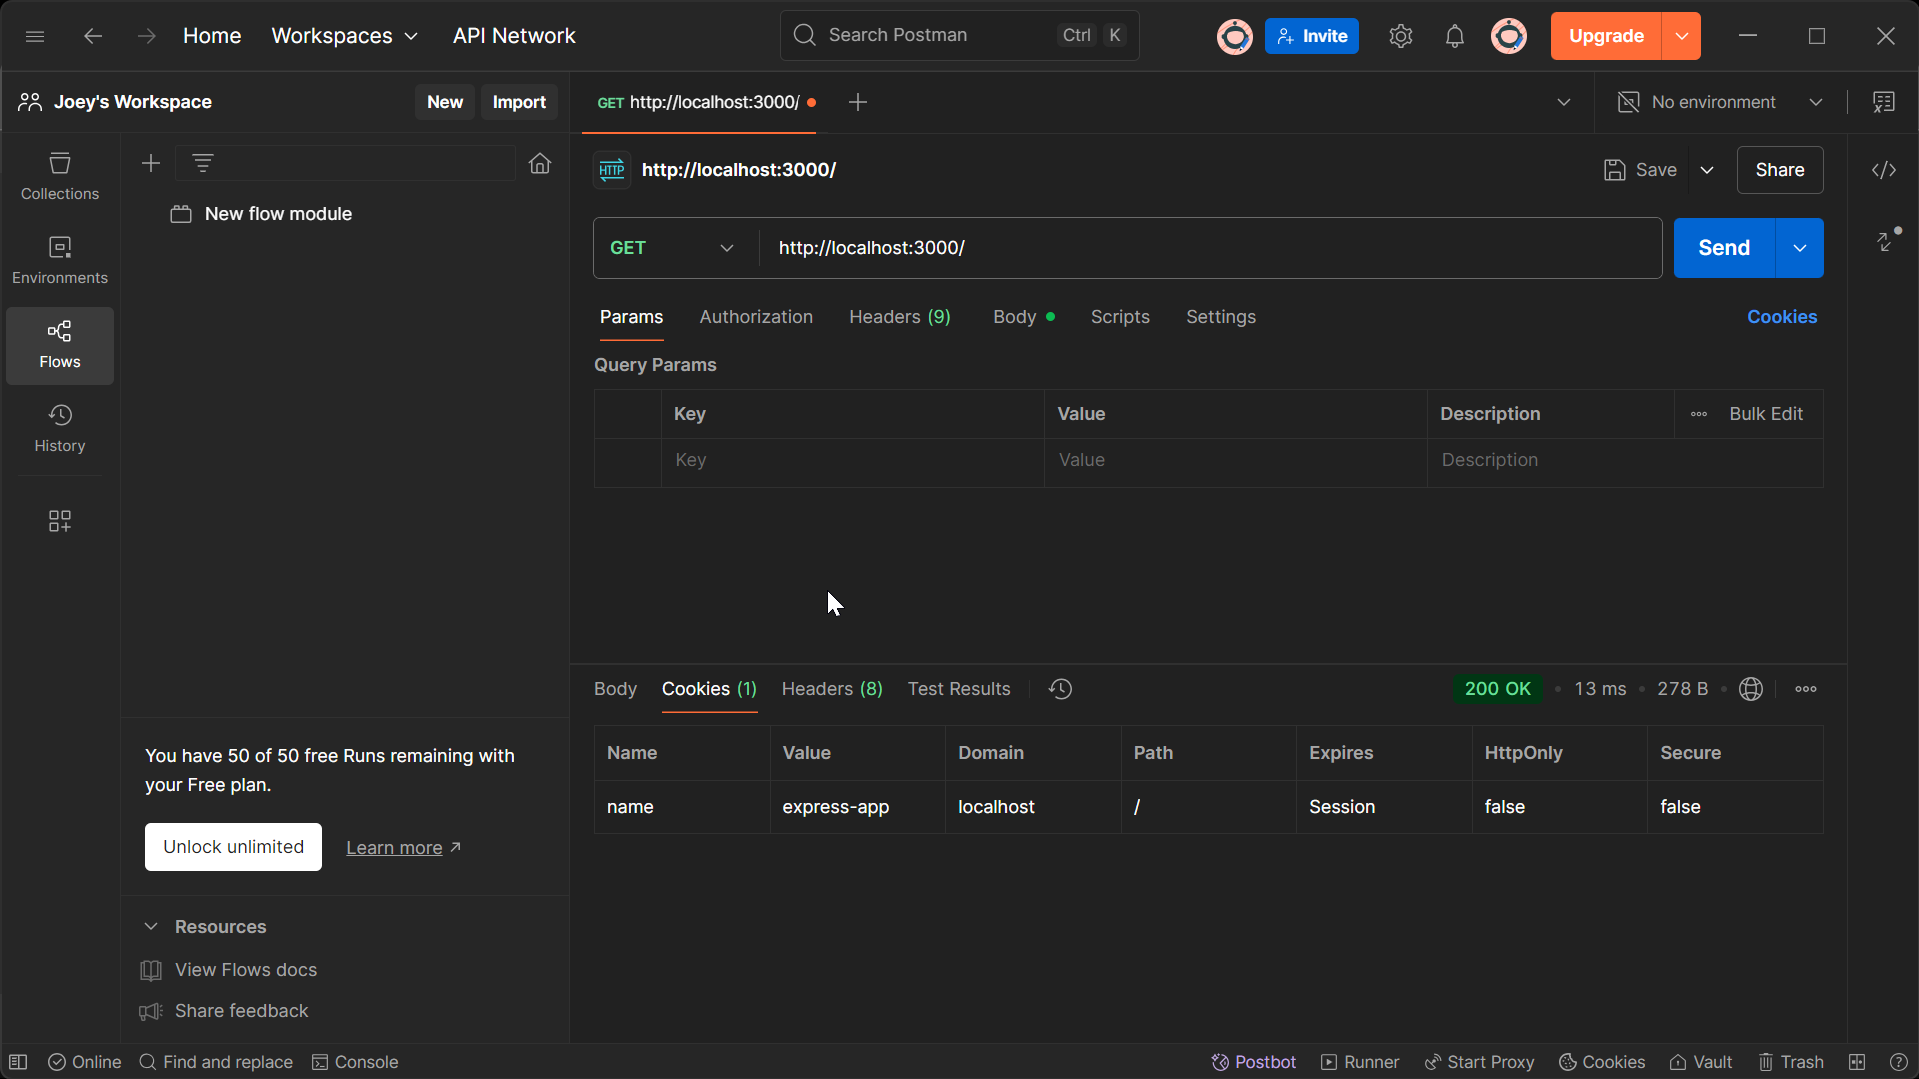 Home Workspaces API Network Search Postman Ctrl K Invite Upgrade
Joey's Workspace New Import GET http://localhost:3000/ No environment
Collections
Environments
Flows
History
New flow module
You have 50 of 50 free Runs remaining with
your Free plan.
Unlock unlimited Learn more
Resources
View Flows docs
Share feedback
HTTP http://localhost:3000/ Save Share
GET http://localhost:3000/ Send
Params Authorization Headers (9) Body Scripts Settings Cookies
Query Params
Key Value Description Bulk Edit
Key Value Description
Body Cookies (1) Headers (8) Test Results 200 OK 13 ms 278 B
Name Value Domain Path Expires HttpOnly Secure
name express-app localhost / Session false false
Online Find and replace Console Postbot Runner Start Proxy Cookies Vault Trash